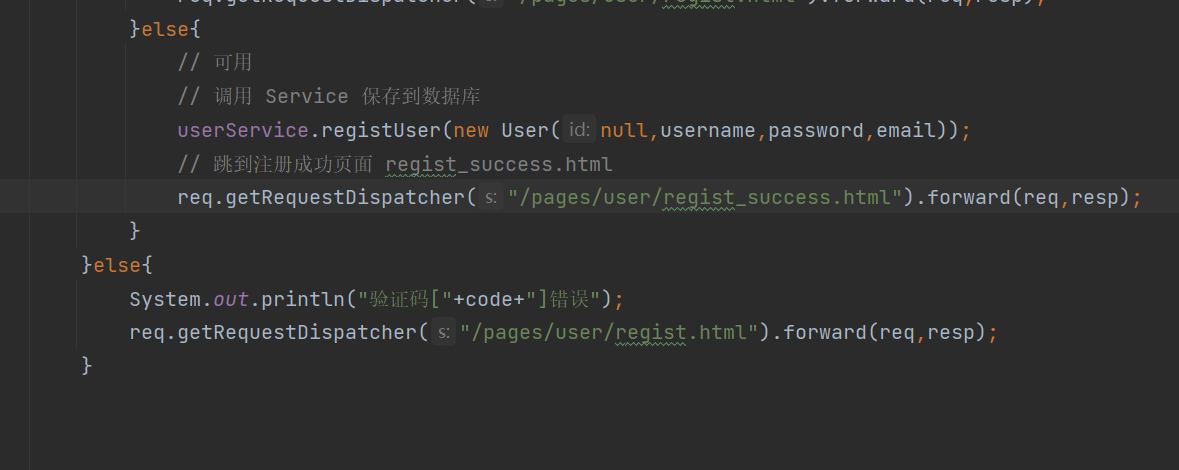 req.getRequestDispatcher( s: "/pages/user/regist.html").forward(req,resp);
}else{
// 可用
// 调用 Service 保存到数据库
userService.registUser(new User( id: null,username,password,email));
// 跳到注册成功页面 regist_success.html
req.getRequestDispatcher( s: "/pages/user/regist_success.html").forward(req,resp);
}
}else{
System.out.println("验证码["+code+"]错误");
req.getRequestDispatcher( s: "/pages/user/regist.html").forward(req,resp);
}